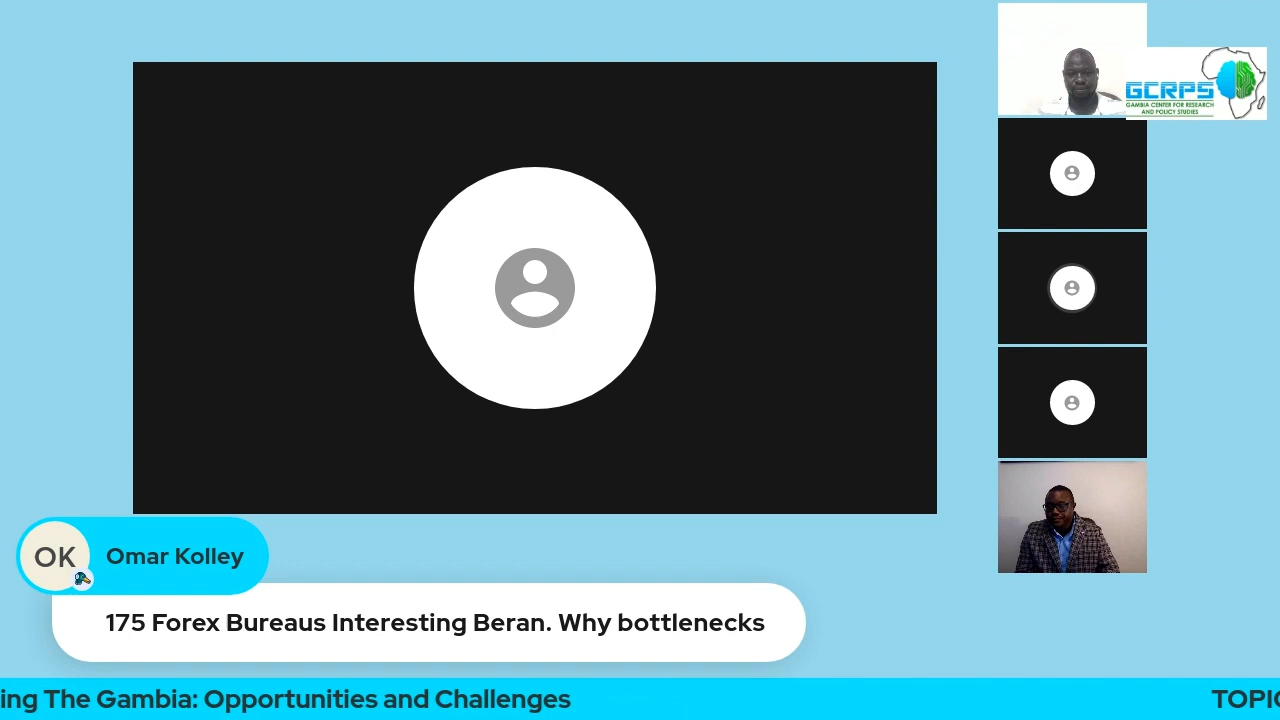 GCRPS
GAMBIA CENTER FOR RESEARCH
AND POLICY STUDIES
OK
Omar Kolley
175 Forex Bureaus Interesting Beran. Why bottlenecks
ing The Gambia: Opportunities and Challenges
TOPIC